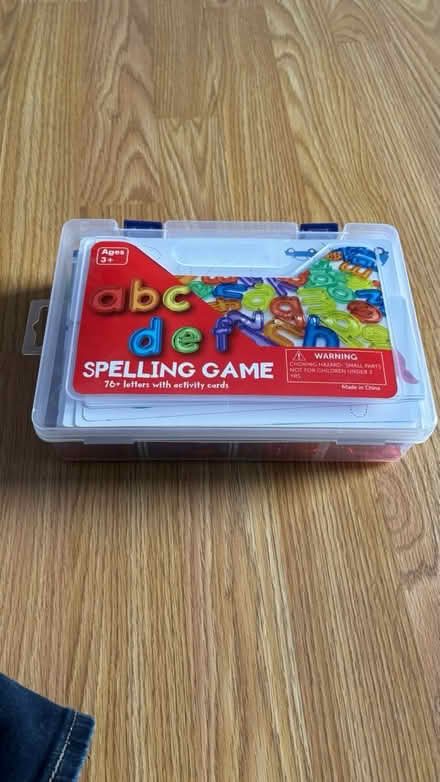 Ages
3+
abc
def
SPELLING GAME
76+ letters with activity cards
WARNING
CHOKING HAZARD: SMALL PARTS
NOT FOR CHILDREN UNDER 3
YRS
Made in China